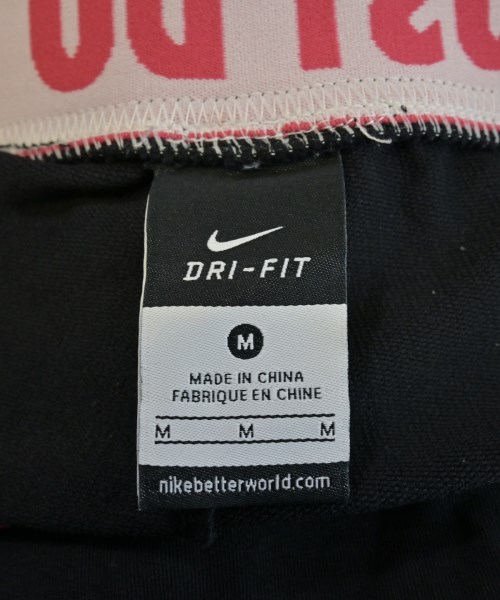 DRI-FIT
M
MADE IN CHINA
FABRIQUE EN CHINE
M M M
nikebetterworld.com